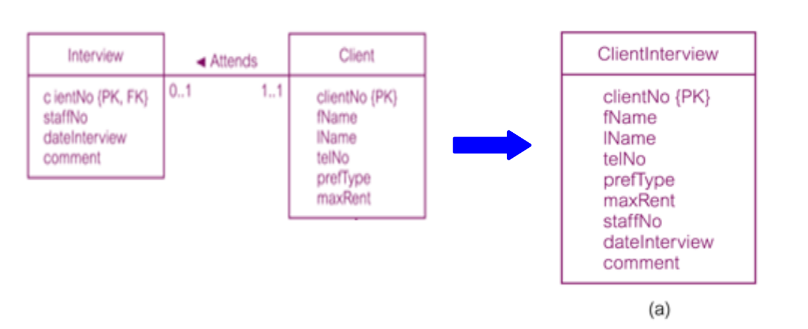 Interview
c ientNo {PK, FK}
staffNo
dateInterview
comment
◄ Attends
0..1
1..1
Client
clientNo {PK}
fName
lName
telNo
prefType
maxRent
ClientInterview
clientNo {PK}
fName
lName
telNo
prefType
maxRent
staffNo
dateInterview
comment
(a)